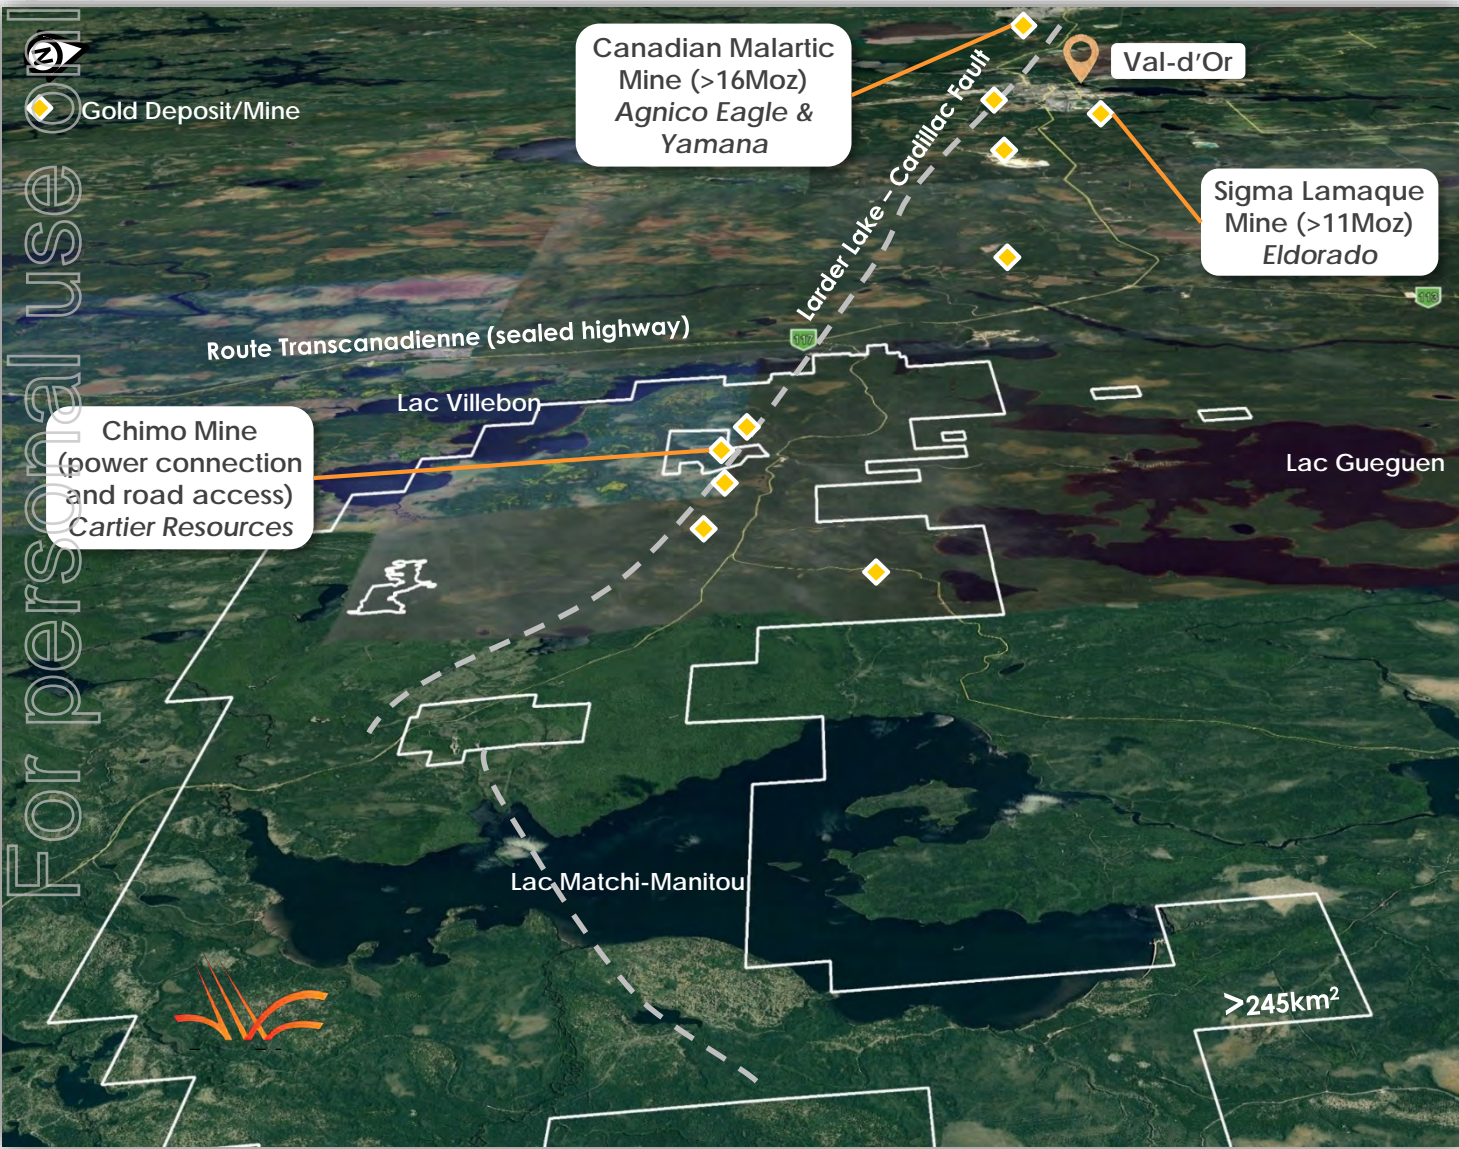 For personal use onl
N
Gold Deposit/Mine
Canadian Malartic
Mine (>16Moz)
Agnico Eagle &
Yamana
Val-d'Or
Sigma Lamaque
Mine (>11Moz)
Eldorado
Larder Lake – Cadillac Fault
113
117
Route Transcanadienne (sealed highway)
Lac Villebon
Chimo Mine
(power connection
and road access)
Cartier Resources
Lac Gueguen
Lac Matchi-Manitou
>245km²